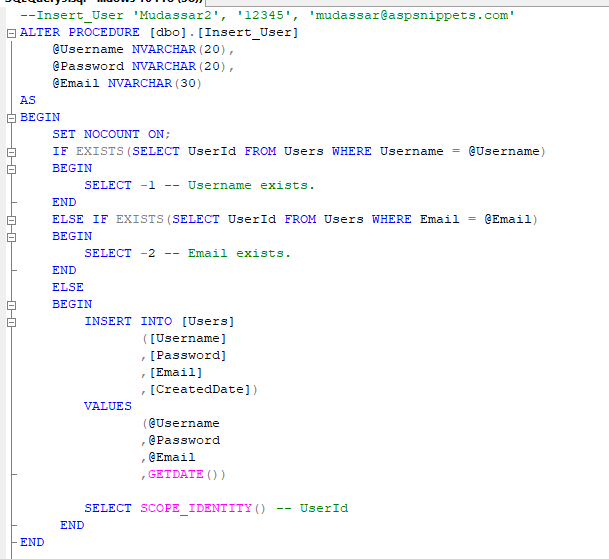 --Insert_User 'Mudassar2', '12345', 'mudassar@aspsnippets.com'
ALTER PROCEDURE [dbo].[Insert_User]
    @Username NVARCHAR(20),
    @Password NVARCHAR(20),
    @Email NVARCHAR(30)
AS
BEGIN
    SET NOCOUNT ON;
    IF EXISTS(SELECT UserId FROM Users WHERE Username = @Username)
    BEGIN
        SELECT -1 -- Username exists.
    END
    ELSE IF EXISTS(SELECT UserId FROM Users WHERE Email = @Email)
    BEGIN
        SELECT -2 -- Email exists.
    END
    ELSE
    BEGIN
        INSERT INTO [Users]
               ([Username]
               ,[Password]
               ,[Email]
               ,[CreatedDate])
        VALUES
               (@Username
               ,@Password
               ,@Email
               ,GETDATE())
        SELECT SCOPE_IDENTITY() -- UserId
     END
END